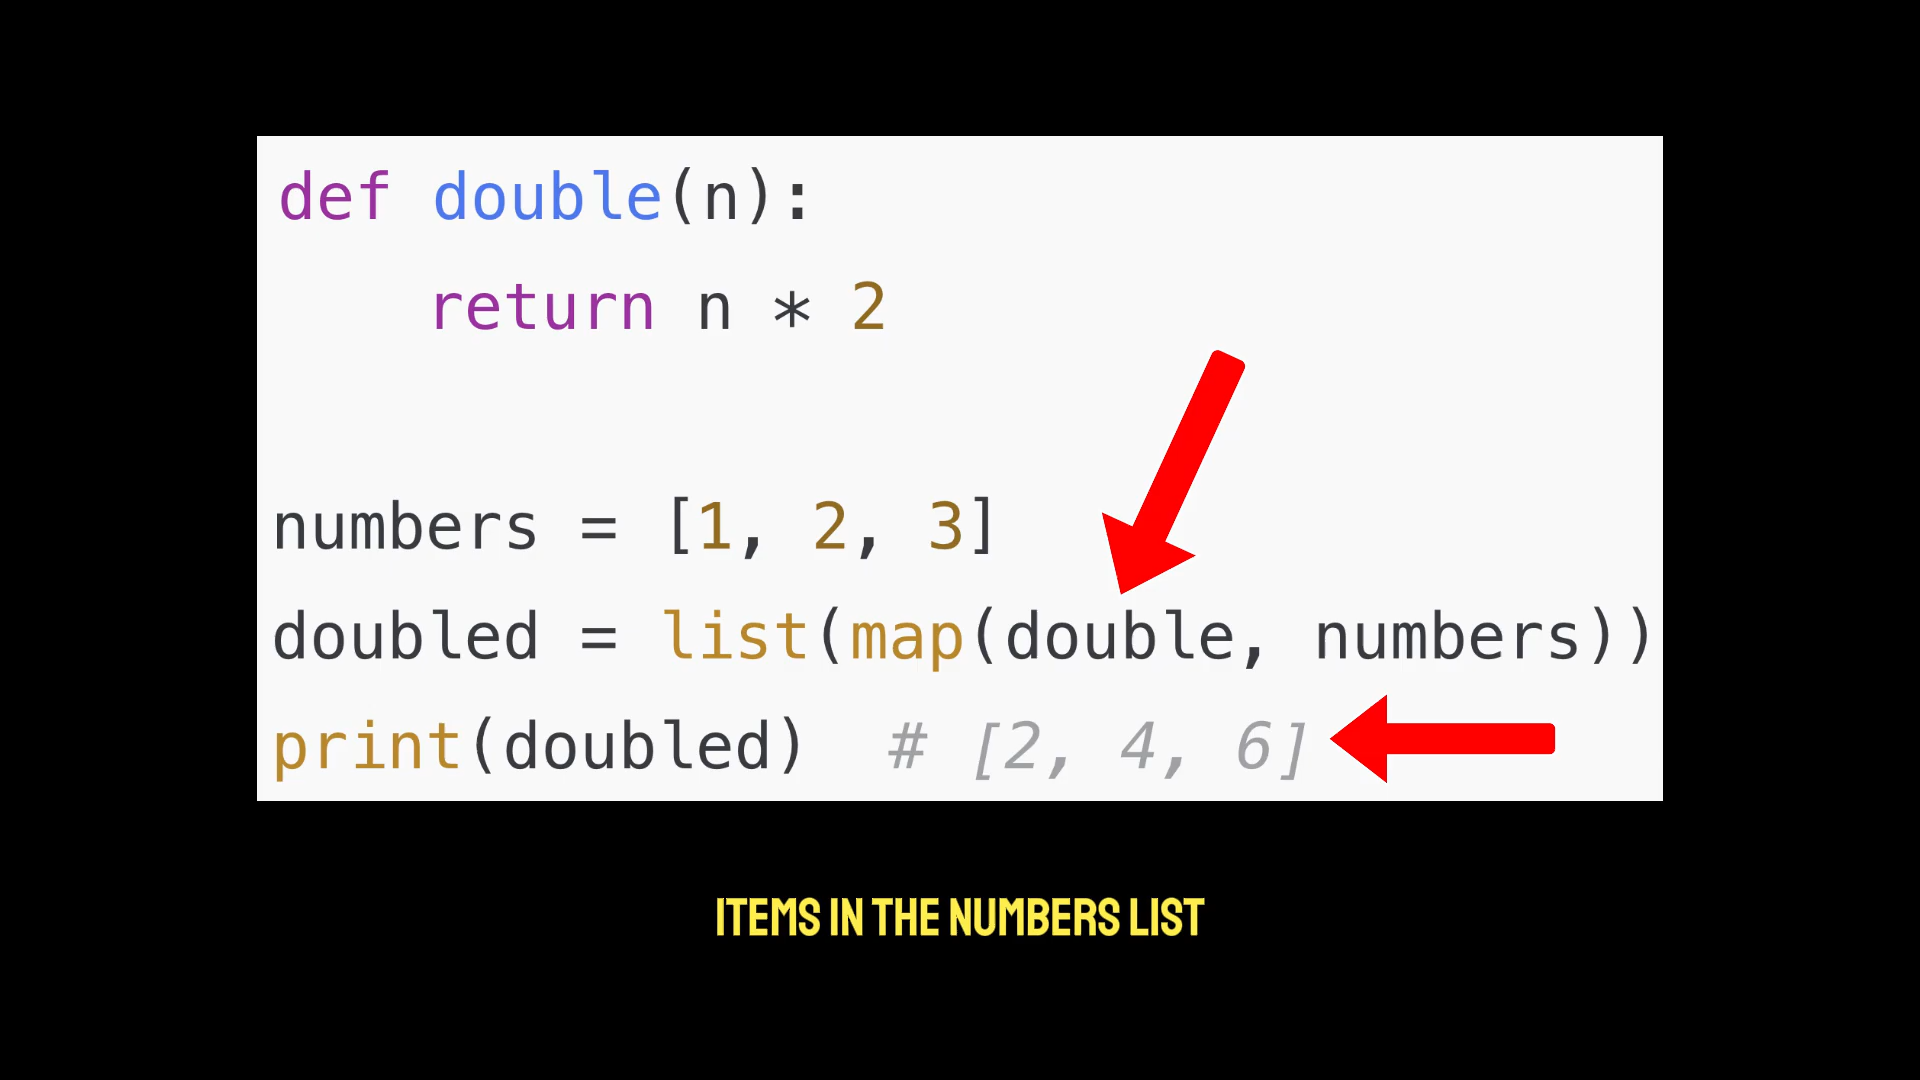 def double(n):
    return n * 2
numbers = [1, 2, 3]
doubled = list(map(double, numbers))
print(doubled)  # [2, 4, 6]
ITEMS IN THE NUMBERS LIST